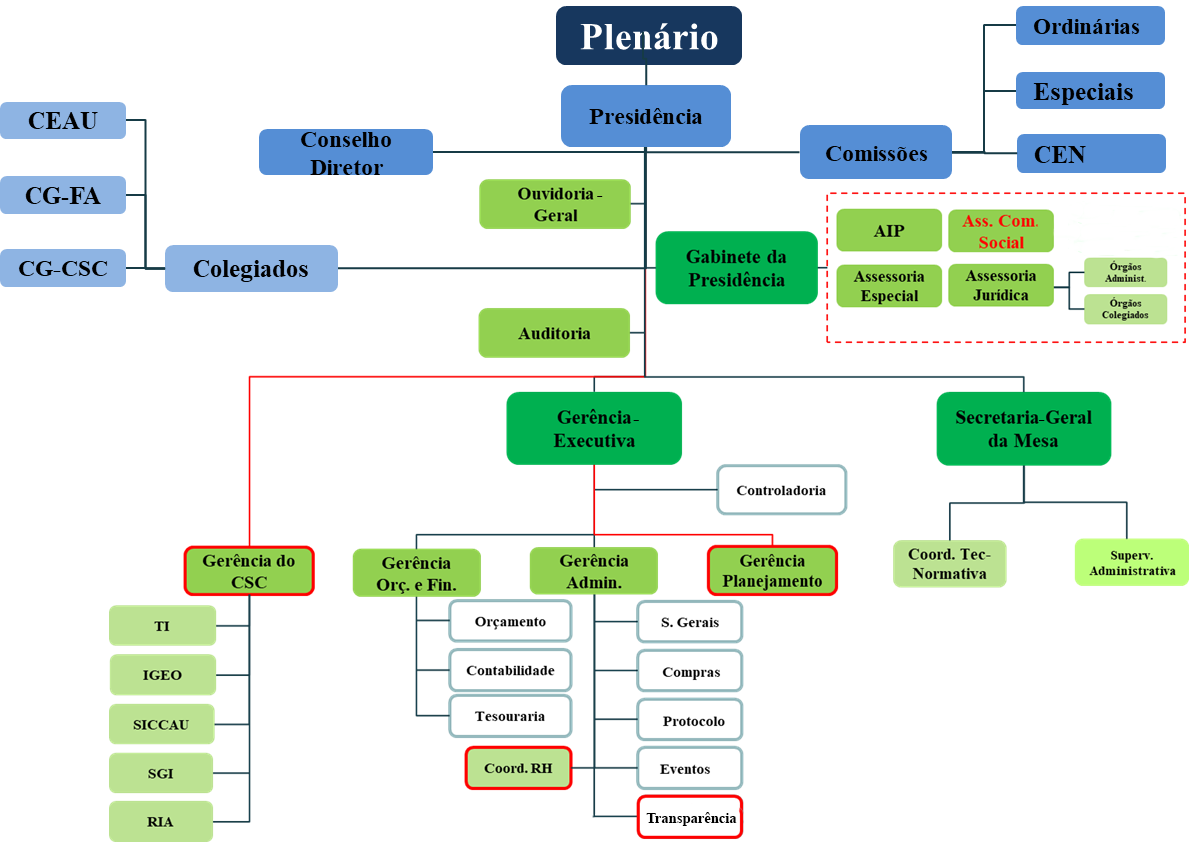 Plenário
Ordinárias
Presidência
Especiais
CEAU
Conselho
Diretor
Comissões
CEN
CG-FA
Ouvidoria -
Geral
AIP
Ass. Com.
Social
CG-CSC
Colegiados
Gabinete da
Presidência
Assessoria
Especial
Assessoria
Jurídica
Órgãos
Administ.
Órgãos
Colegiados
Auditoria
Gerência-
Executiva
Secretaria-Geral
da Mesa
Controladoria
Gerência do
CSC
Gerência
Orç. e Fin.
Gerência
Admin.
Gerência
Planejamento
Coord. Tec-
Normativa
Superv.
Administrativa
TI
Orçamento
S. Gerais
IGEO
Contabilidade
Compras
SICCAU
Tesouraria
Protocolo
SGI
Coord. RH
Eventos
RIA
Transparência